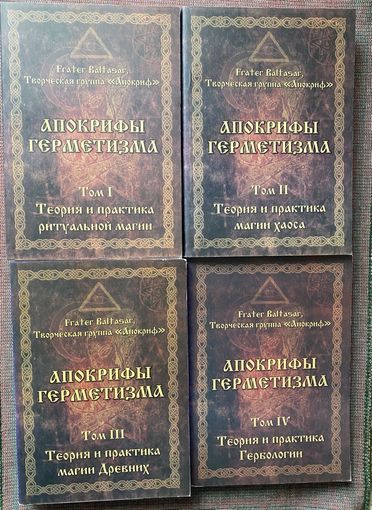 Frater Baltasar,
Творческая группа «Апокриф»
АПОКРИФЫ
ГЕРМЕТИЗМА
Том I
Теория и практика
ритуальной магии
Frater Baltasar,
Творческая группа «Апокриф»
АПОКРИФЫ
ГЕРМЕТИЗМА
Том II
Теория и практика
магии хаоса
Frater Baltasar,
Творческая группа «Апокриф»
АПОКРИФЫ
ГЕРМЕТИЗМА
Том III
Теория и практика
магии Древних
Frater Baltasar,
Творческая группа «Апокриф»
АПОКРИФЫ
ГЕРМЕТИЗМА
Том IV
Теория и практика
Гербологии